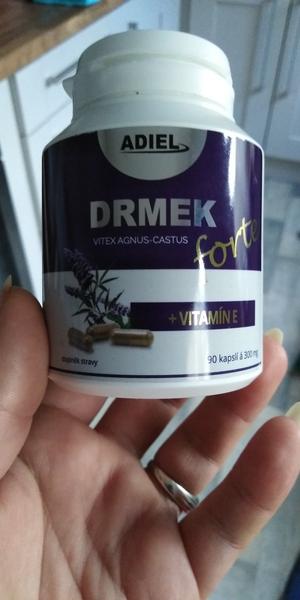 ADIEL
DRMEK
VITEX AGNUS-CASTUS
forte
+ VITAMÍN E
doplněk stravy
90 kapslí á 300 mg